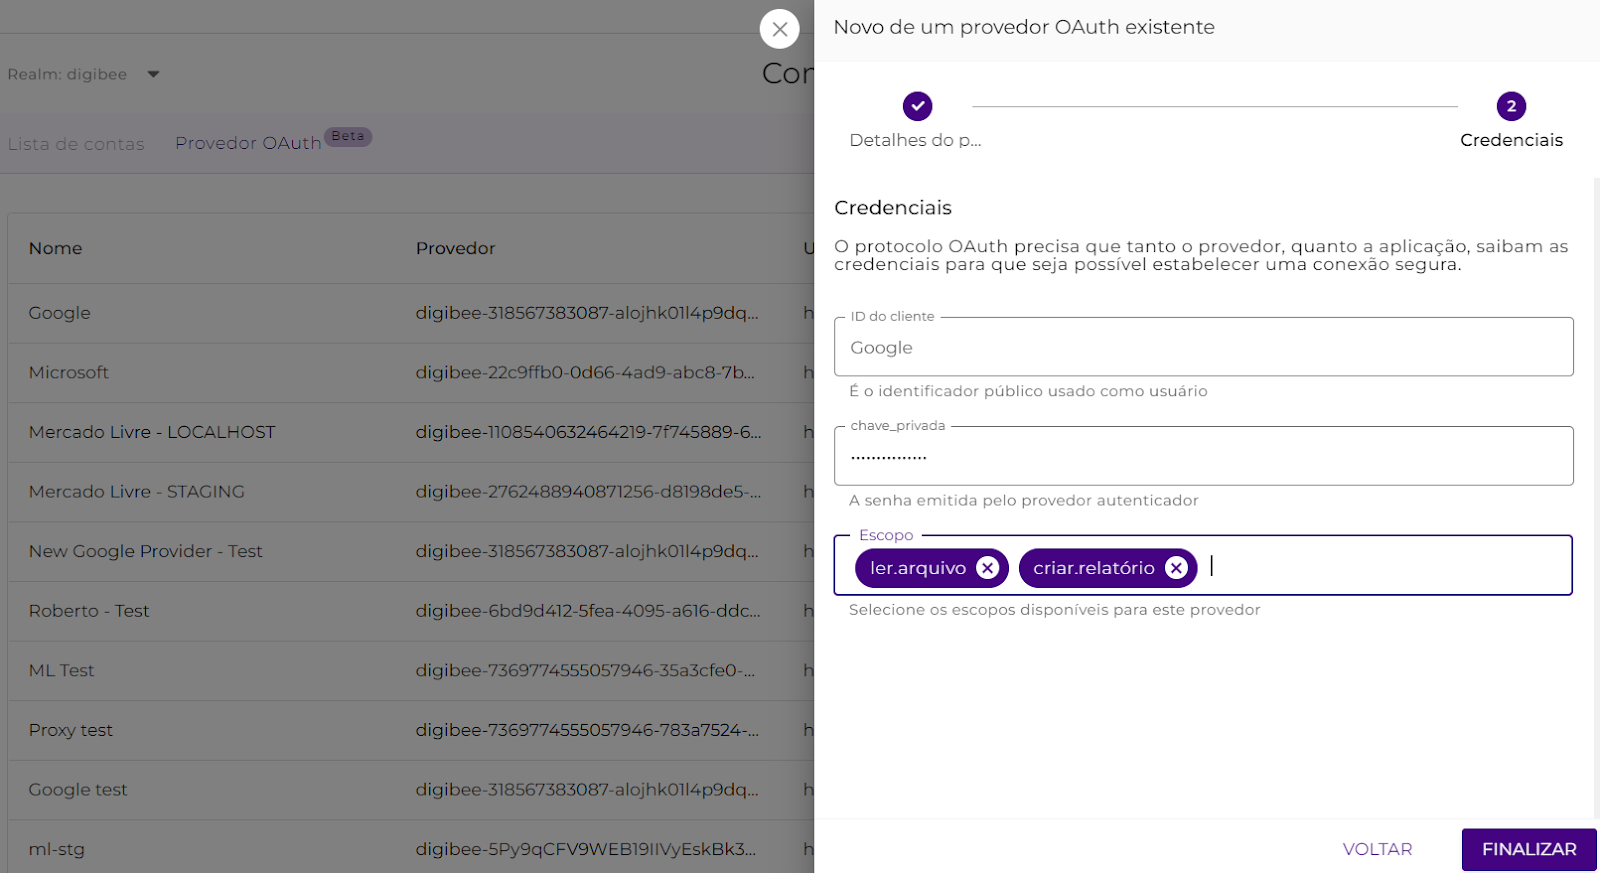 Novo de um provedor OAuth existente
Realm: digibee
Con
2
Detalhes do p...
Credenciais
Lista de contas
Provedor OAuth
Beta
Credenciais
O protocolo OAuth precisa que tanto o provedor, quanto a aplicação, saibam as
credenciais para que seja possível estabelecer uma conexão segura.
Nome
Provedor
U
Google
digibee-318567383087-alojhk01l4p9dq...
h
Microsoft
digibee-22c9ffb0-0d66-4ad9-abc8-7b...
h
Mercado Livre - LOCALHOST
digibee-1108540632464219-7f745889-6...
h
Mercado Livre - STAGING
digibee-2762488940871256-d8198de5-...
h
New Google Provider - Test
digibee-318567383087-alojhk01l4p9dq...
h
Roberto - Test
digibee-6bd9d412-5fea-4095-a616-ddc...
h
ML Test
digibee-7369774555057946-35a3cfe0-...
h
Proxy test
digibee-7369774555057946-783a7524-...
h
Google test
digibee-318567383087-alojhk01l4p9dq...
h
ml-stg
digibee-5Py9qCFV9WEB19IIVyEskBk3...
h
ID do cliente
Google
É o identificador público usado como usuário
chave_privada
...............
A senha emitida pelo provedor autenticador
Escopo
ler.arquivo
criar.relatório
Selecione os escopos disponíveis para este provedor
VOLTAR
FINALIZAR